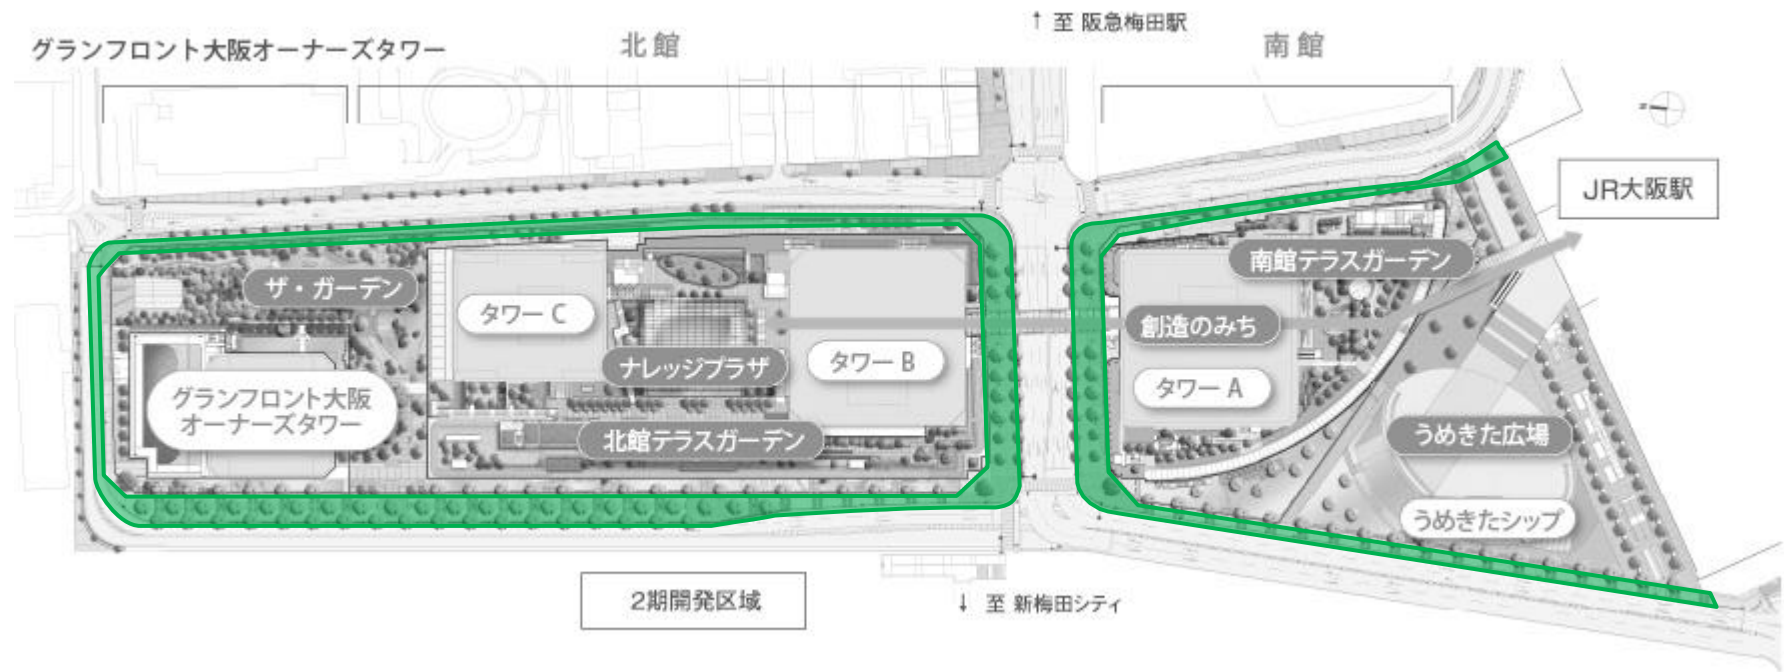 ↑ 至 阪急梅田駅
グランフロント大阪オーナーズタワー
北館
南館
N
JR大阪駅
ザ・ガーデン
タワー C
ナレッジプラザ
タワー B
創造のみち
南館テラスガーデン
タワー A
グランフロント大阪
オーナーズタワー
北館テラスガーデン
うめきた広場
うめきたシップ
2期開発区域
↓ 至 新梅田シティ